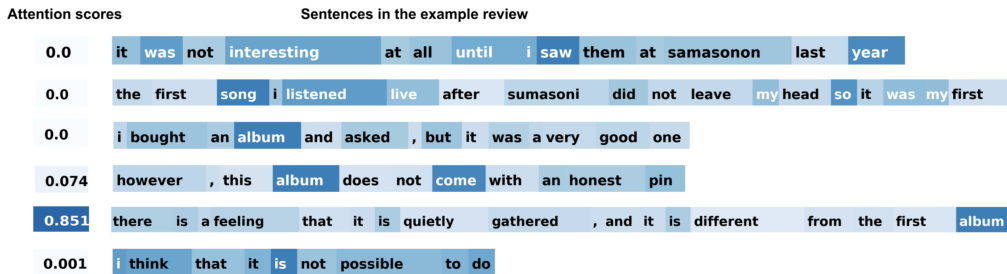 Attention scores Sentences in the example review
0.0 it was not interesting at all until i saw them at samasonon last year
0.0 the first song i listened live after sumasoni did not leave my head so it was my first
0.0 i bought an album and asked , but it was a very good one
0.074 however , this album does not come with an honest pin
0.851 there is a feeling that it is quietly gathered , and it is different from the first album
0.001 i think that it is not possible to do